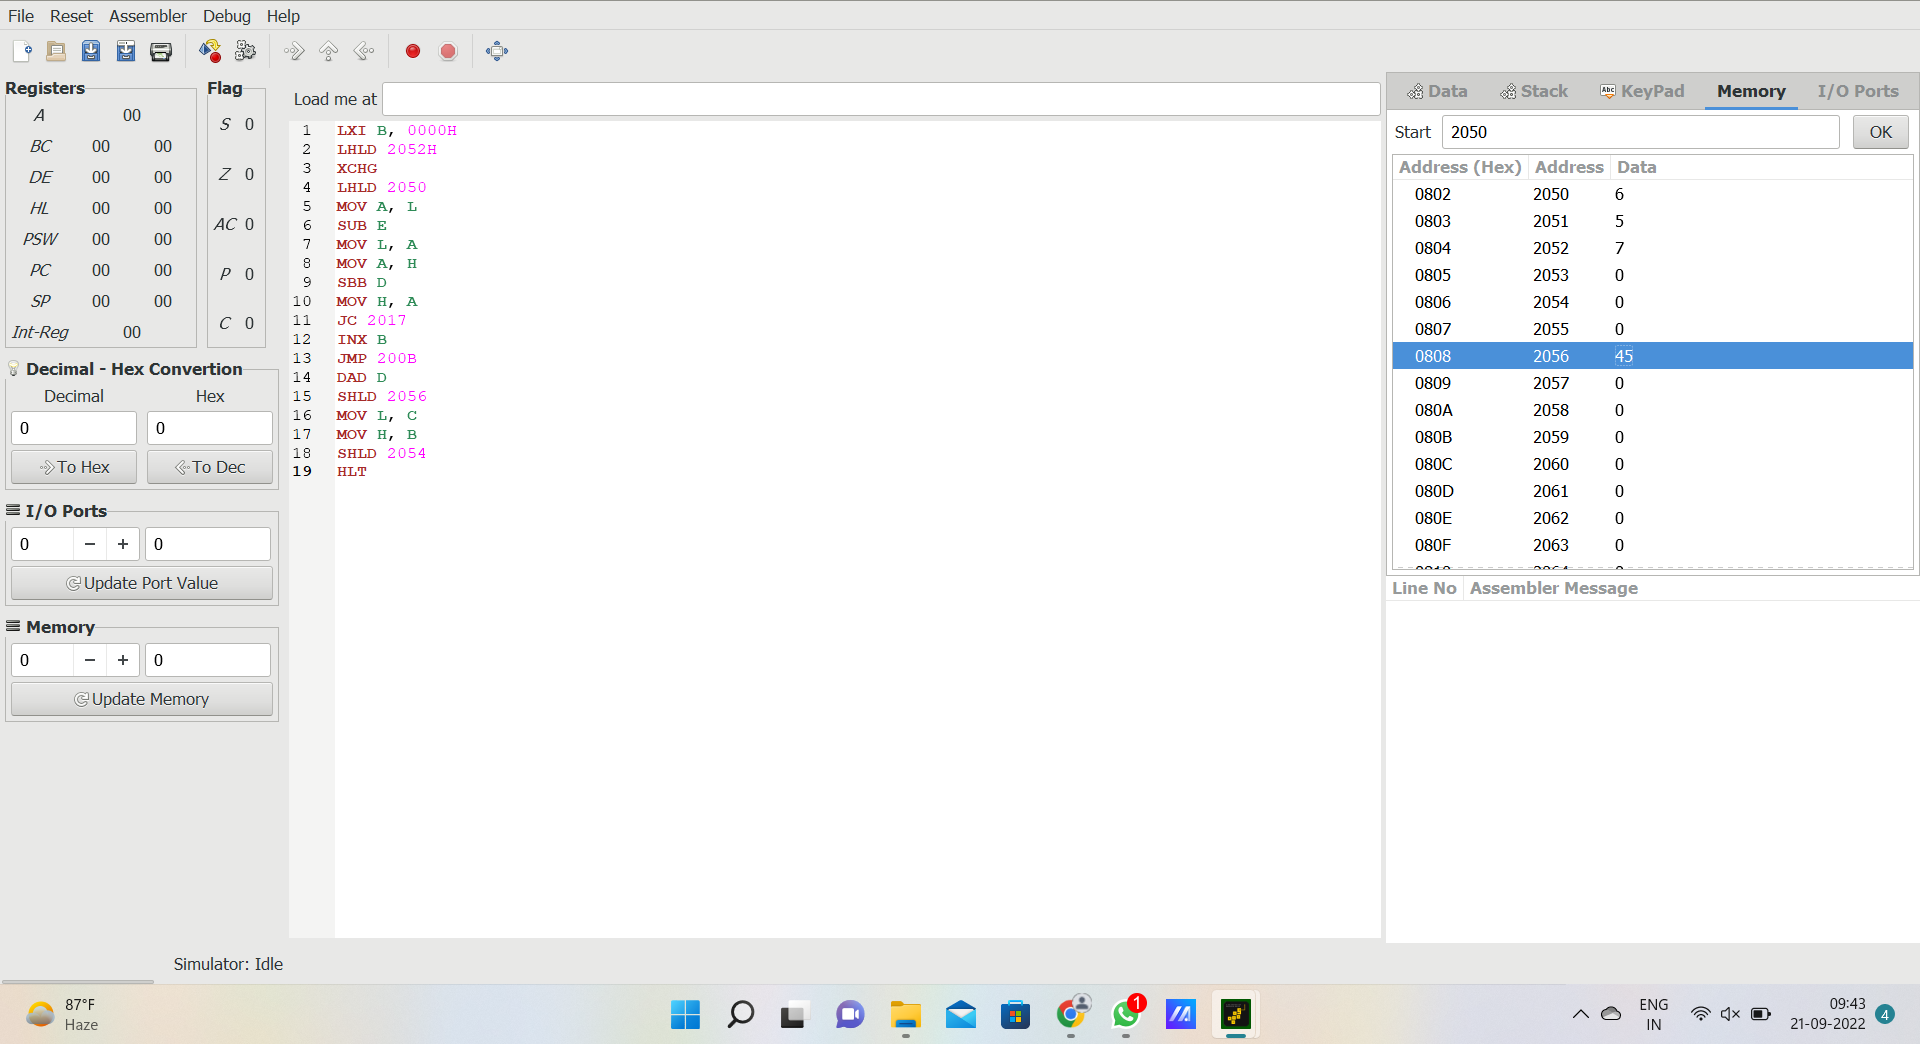 File Reset Assembler Debug Help
Registers
A 00
BC 00 00
DE 00 00
HL 00 00
PSW 00 00
PC 00 00
SP 00 00
Int-Reg 00
Flag
S 0
Z 0
AC 0
P 0
C 0
Decimal - Hex Convertion
Decimal Hex
0 0
To Hex To Dec
I/O Ports
0 − + 0
Update Port Value
Memory
0 − + 0
Update Memory
Load me at
1 LXI B, 0000H
2 LHLD 2052H
3 XCHG
4 LHLD 2050
5 MOV A, L
6 SUB E
7 MOV L, A
8 MOV A, H
9 SBB D
10 MOV H, A
11 JC 2017
12 INX B
13 JMP 200B
14 DAD D
15 SHLD 2056
16 MOV L, C
17 MOV H, B
18 SHLD 2054
19 HLT
Data Stack KeyPad Memory I/O Ports
Start 2050 OK
Address (Hex) Address Data
0802 2050 6
0803 2051 5
0804 2052 7
0805 2053 0
0806 2054 0
0807 2055 0
0808 2056 45
0809 2057 0
080A 2058 0
080B 2059 0
080C 2060 0
080D 2061 0
080E 2062 0
080F 2063 0
Line No Assembler Message
Simulator: Idle
87°F
Haze
1
ENG
IN
09:43
21-09-2022
4